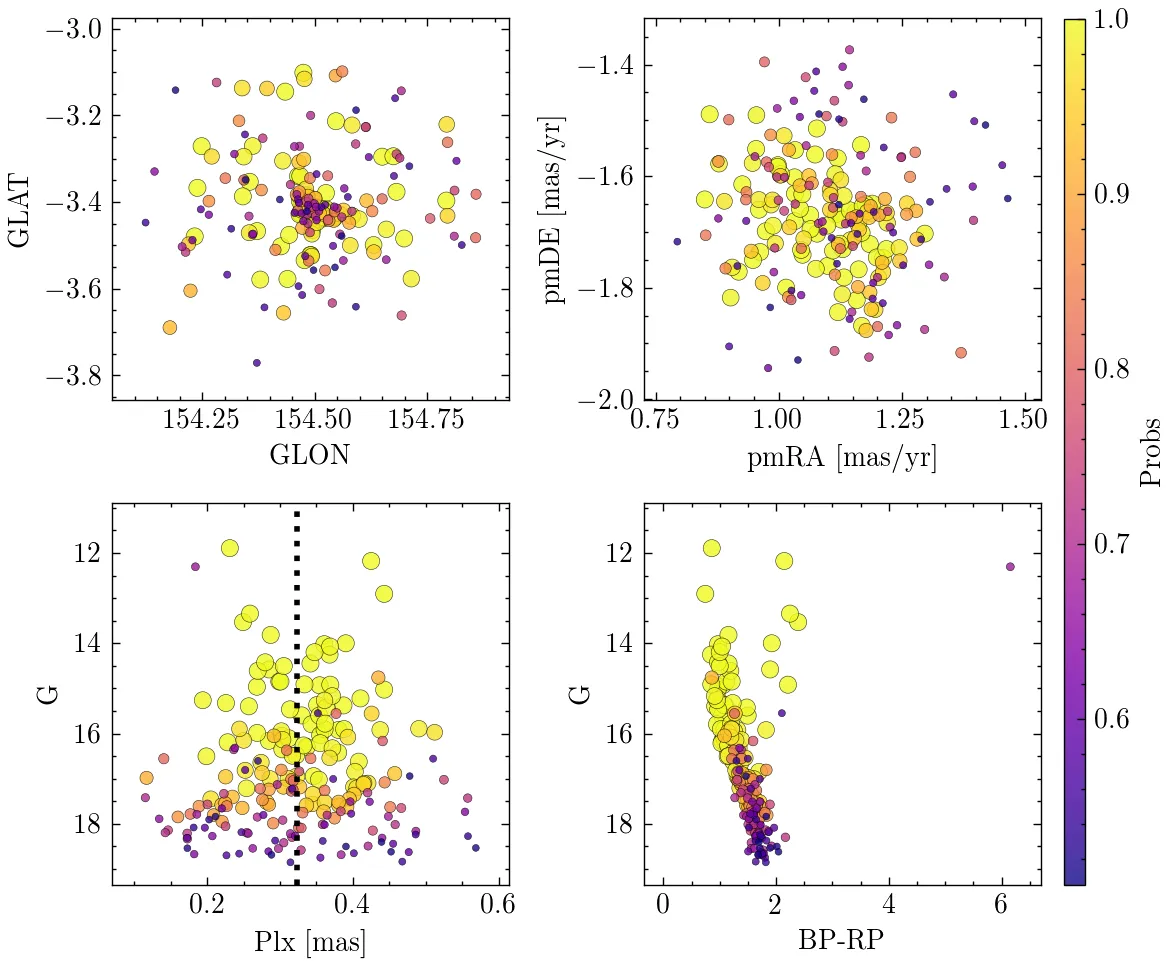 −3.0
−3.2
−3.4
−3.6
−3.8
GLAT
154.25 154.50 154.75
GLON
−1.4
−1.6
−1.8
−2.0
pmDE [mas/yr]
0.75 1.00 1.25 1.50
pmRA [mas/yr]
12
14
16
18
G
0.2 0.4 0.6
Plx [mas]
12
14
16
18
G
0 2 4 6
BP-RP
1.0
0.9
0.8
0.7
0.6
Probs